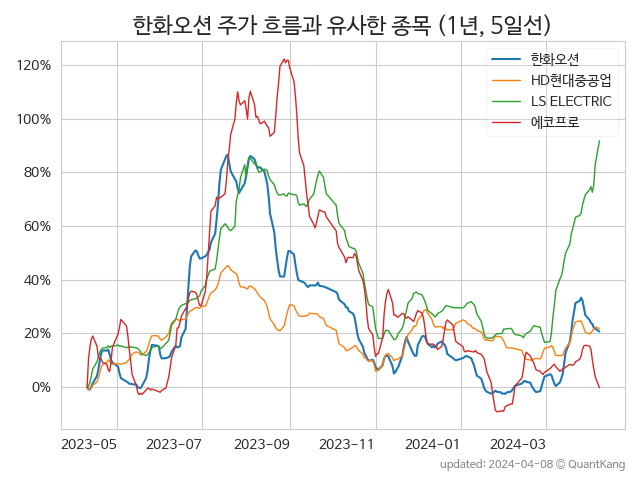 한화오션 주가 흐름과 유사한 종목 (1년, 5일선)
한화오션
HD현대중공업
LS ELECTRIC
에코프로
120%
100%
80%
60%
40%
20%
0%
2023-05 2023-07 2023-09 2023-11 2024-01 2024-03
updated: 2024-04-08 © QuantKang